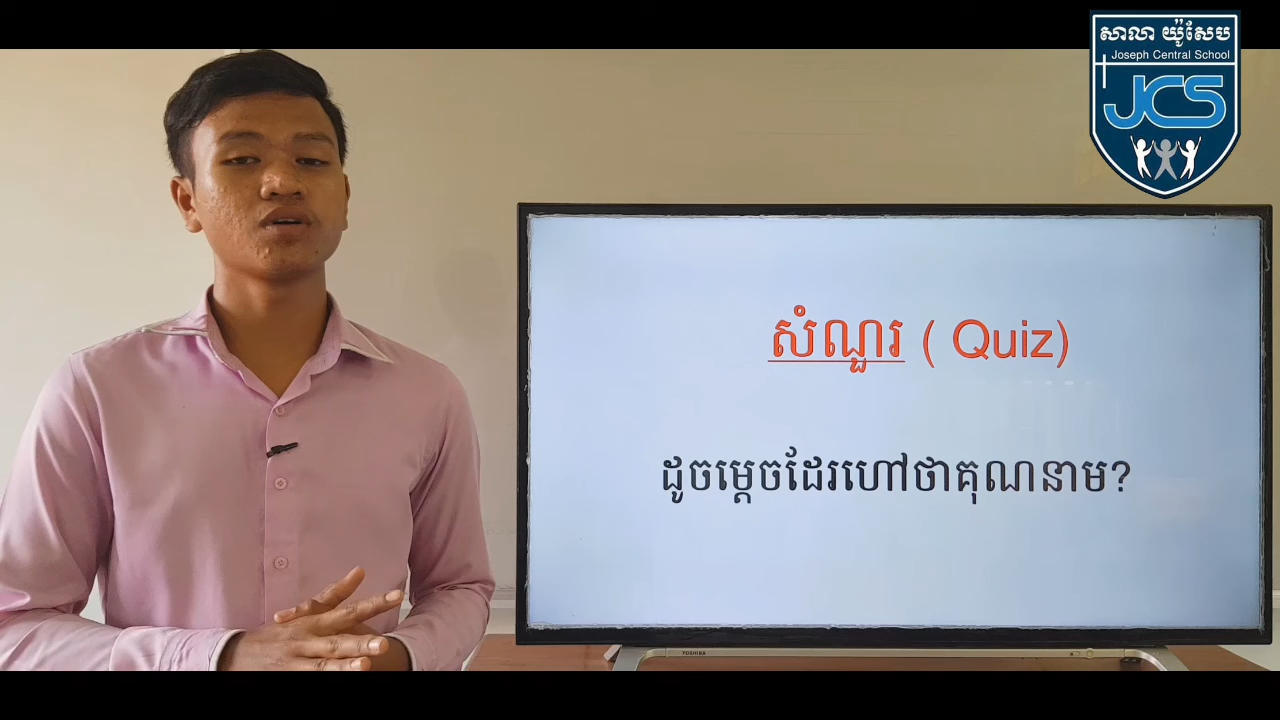 សាលា យ៉ូសែប
Joseph Central School
JCS
សំណួរ ( Quiz)
ដូចម្ដេចដែរហៅថាគុណនាម?
TOSHIBA